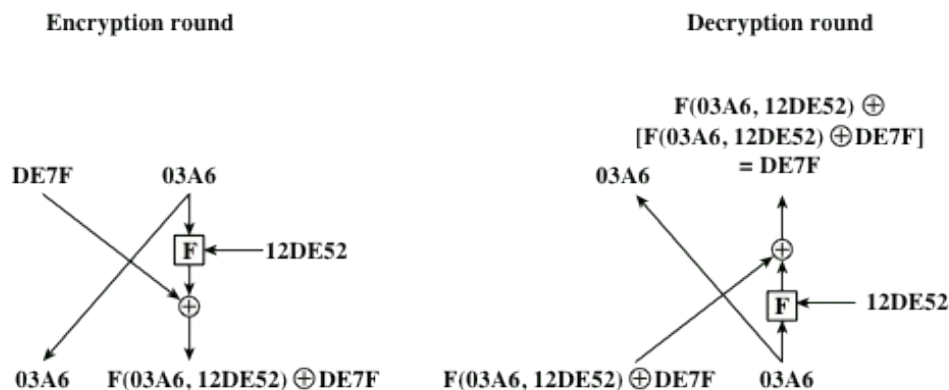 Encryption round
Decryption round
F(03A6, 12DE52) ⊕
[F(03A6, 12DE52) ⊕ DE7F]
= DE7F
DE7F
03A6
03A6
F
12DE52
F
12DE52
03A6
F(03A6, 12DE52) ⊕ DE7F
F(03A6, 12DE52) ⊕ DE7F
03A6